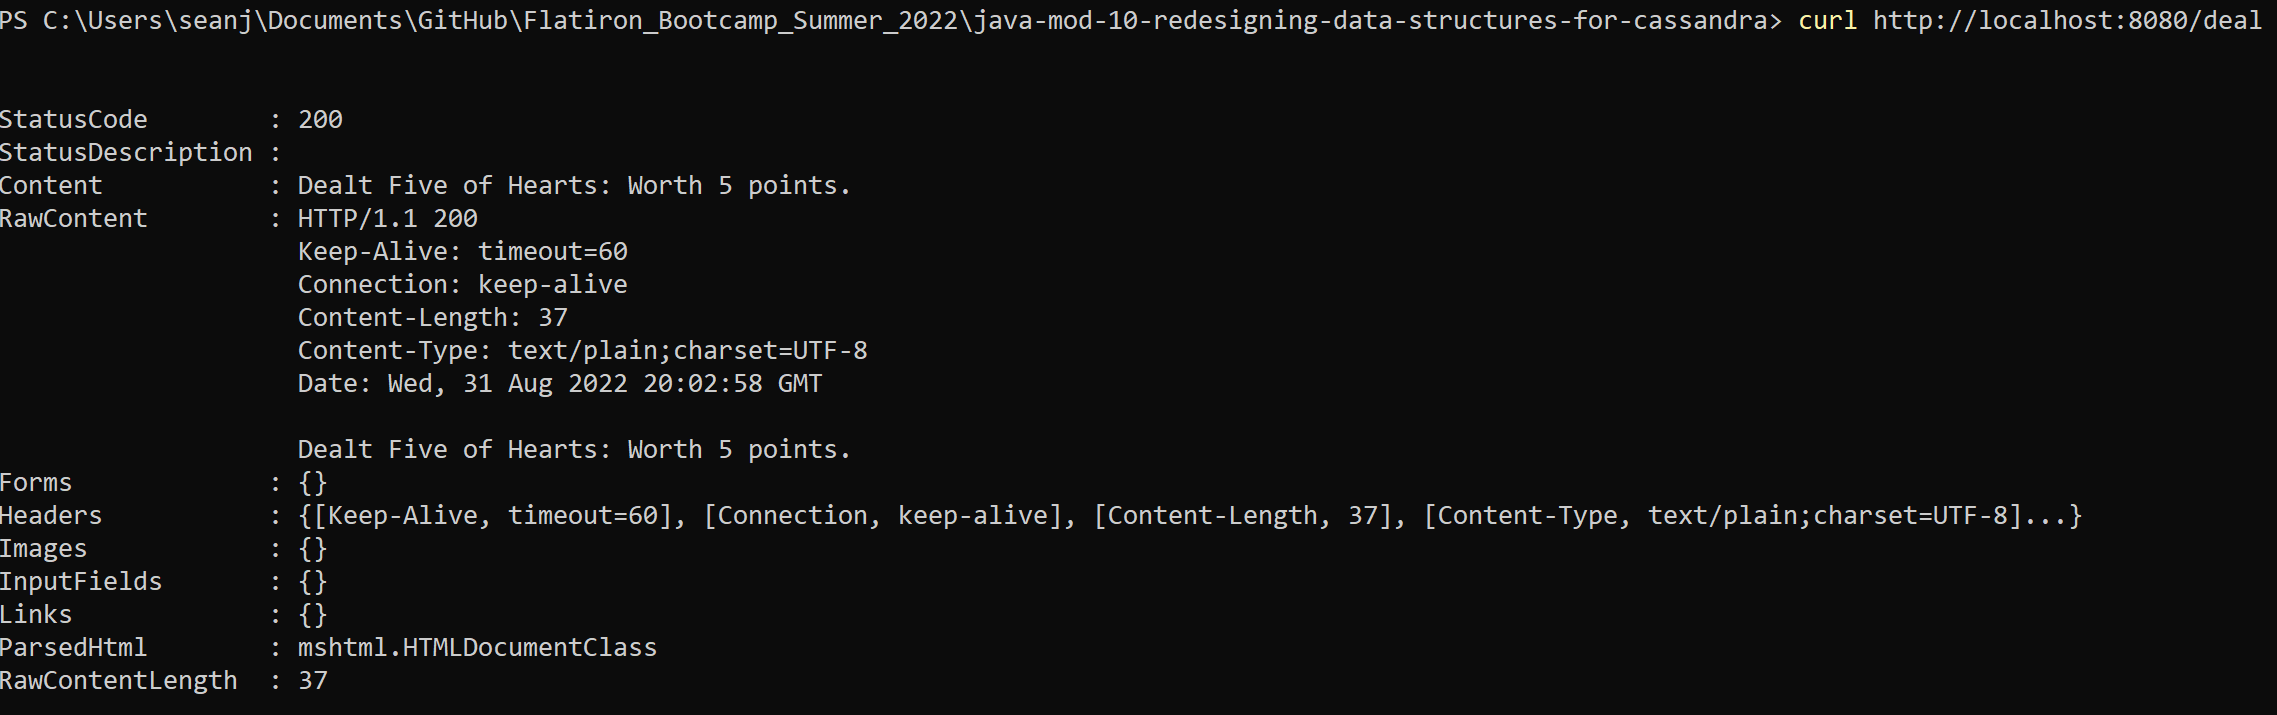 PS C:\Users\seanj\Documents\GitHub\Flatiron_Bootcamp_Summer_2022\java-mod-10-redesigning-data-structures-for-cassandra> curl http://localhost:8080/deal
StatusCode : 200
StatusDescription :
Content : Dealt Five of Hearts: Worth 5 points.
RawContent : HTTP/1.1 200
Keep-Alive: timeout=60
Connection: keep-alive
Content-Length: 37
Content-Type: text/plain;charset=UTF-8
Date: Wed, 31 Aug 2022 20:02:58 GMT
Dealt Five of Hearts: Worth 5 points.
Forms : {}
Headers : {[Keep-Alive, timeout=60], [Connection, keep-alive], [Content-Length, 37], [Content-Type, text/plain;charset=UTF-8]...}
Images : {}
InputFields : {}
Links : {}
ParsedHtml : mshtml.HTMLDocumentClass
RawContentLength : 37